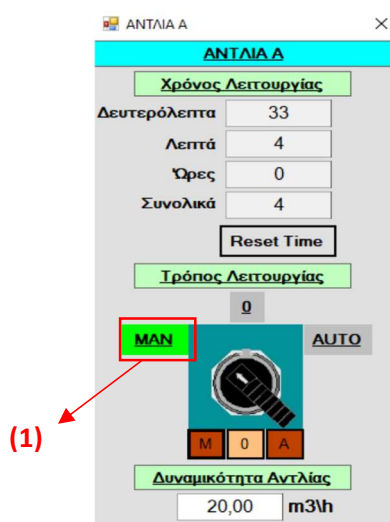 ΑΝΤΛΙΑ Α
ΑΝΤΛΙΑ Α
Χρόνος Λειτουργίας
Δευτερόλεπτα 33
Λεπτά 4
Ώρες 0
Συνολικά 4
Reset Time
Τρόπος Λειτουργίας
0
MAN AUTO
(1)
M 0 A
Δυναμικότητα Αντλίας
20,00 m3\h